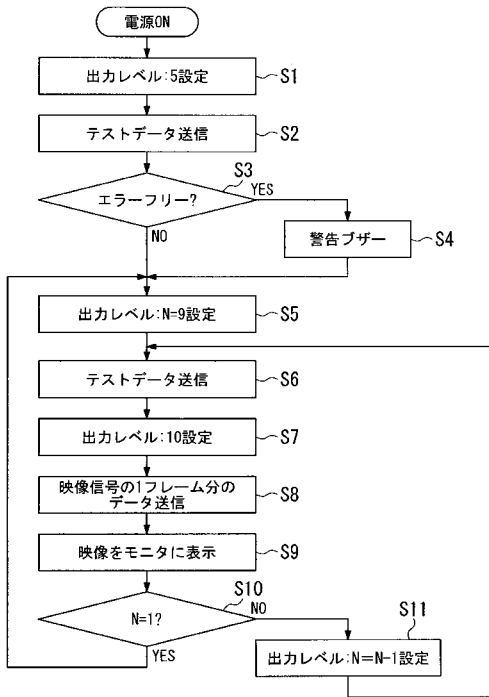 電源ON
出力レベル:5設定
S1
テストデータ送信
S2
S3
エラーフリー?
YES
NO
警告ブザー
S4
出力レベル:N=9設定
S5
テストデータ送信
S6
出力レベル:10設定
S7
映像信号の1フレーム分の
データ送信
S8
映像をモニタに表示
S9
S10
N=1?
NO
YES
S11
出力レベル:N=N-1設定